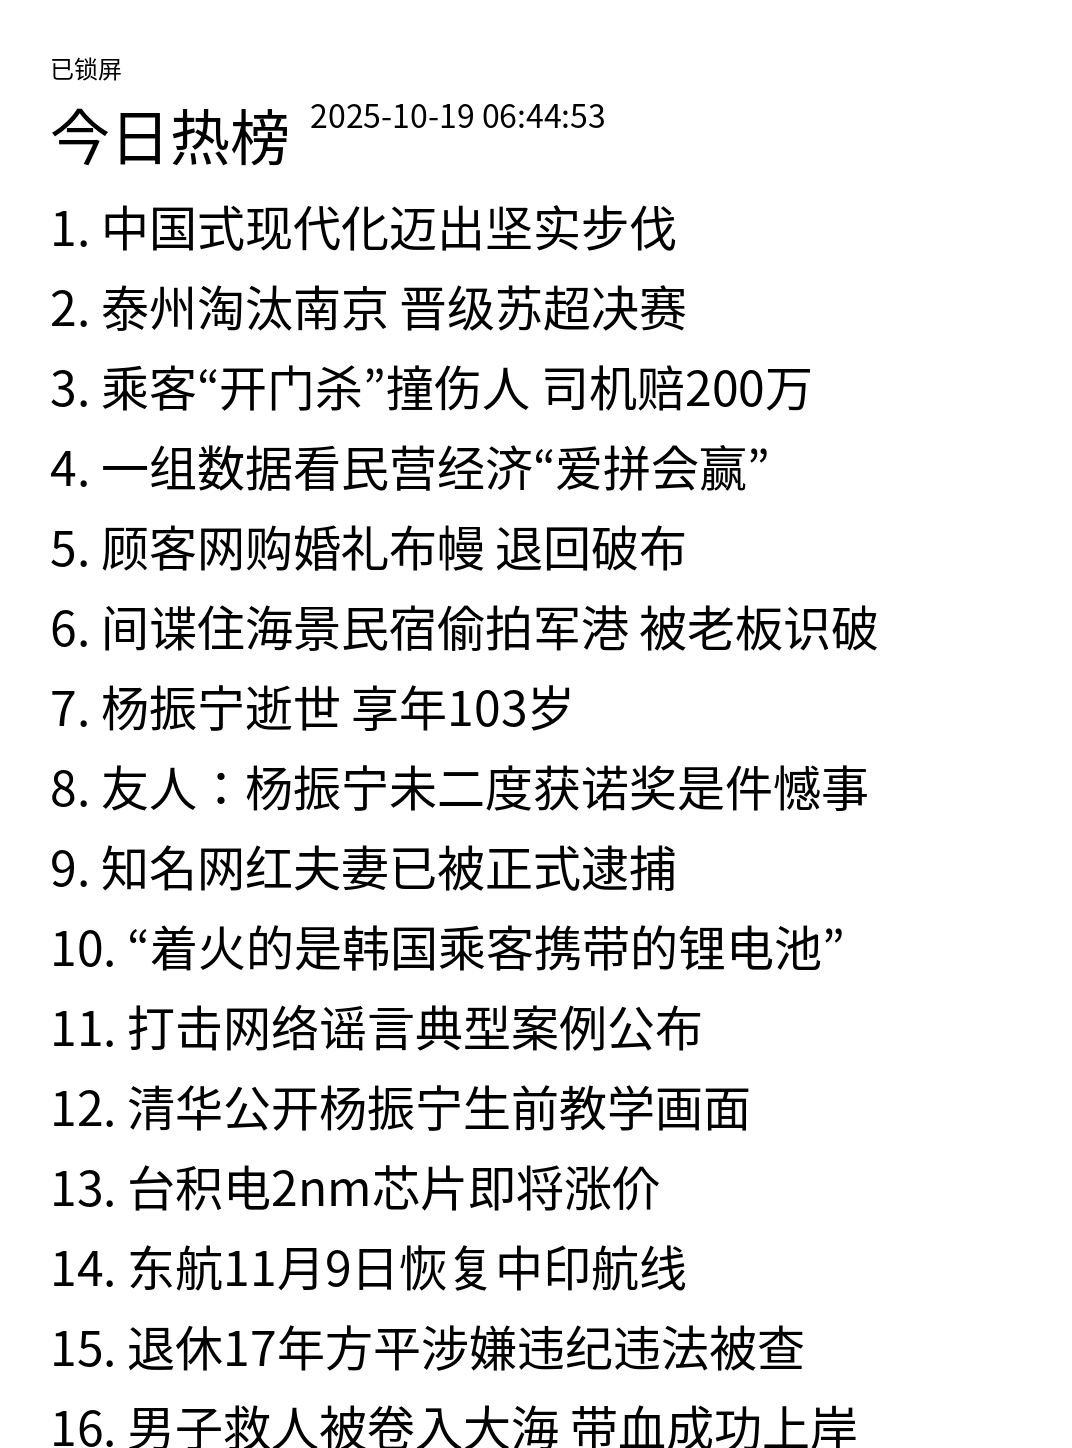 已锁屏
今日热榜 2025-10-19 06:44:53
1. 中国式现代化迈出坚实步伐
2. 泰州淘汰南京 晋级苏超决赛
3. 乘客“开门杀”撞伤人 司机赔200万
4. 一组数据看民营经济“爱拼会赢”
5. 顾客网购婚礼布幔 退回破布
6. 间谍住海景民宿偷拍军港 被老板识破
7. 杨振宁逝世 享年103岁
8. 友人：杨振宁未二度获诺奖是件憾事
9. 知名网红夫妻已被正式逮捕
10. “着火的是韩国乘客携带的锂电池”
11. 打击网络谣言典型案例公布
12. 清华公开杨振宁生前教学画面
13. 台积电2nm芯片即将涨价
14. 东航11月9日恢复中印航线
15. 退休17年方平涉嫌违纪违法被查
16. 男子救人被卷入大海 带血成功上岸